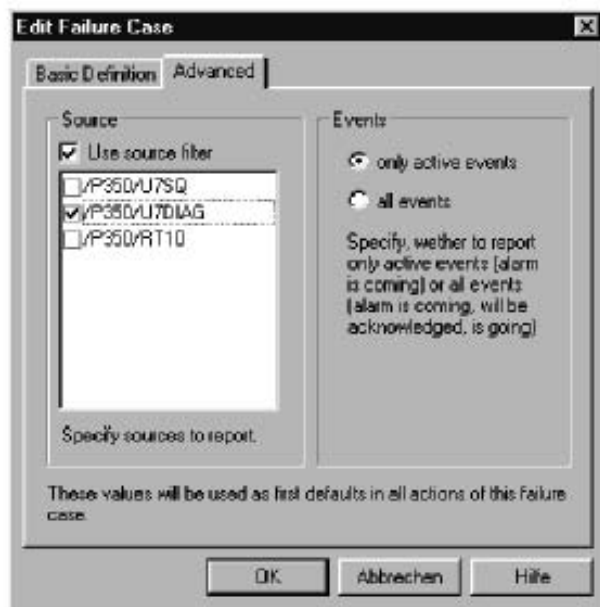 Edit Failure Case
Basic Definition
Advanced
Source
Use source filter
/P350/U7SQ
/P350/U7DIAG
/P350/RT10
Specify sources to report.
Events
only active events
all events
Specify, wether to report
only active events (alarm
is coming) or all events
(alarm is coming, will be
acknowledged, is going)
These values will be used as first defaults in all actions of this failure
case.
OK
Abbrechen
Hilfe